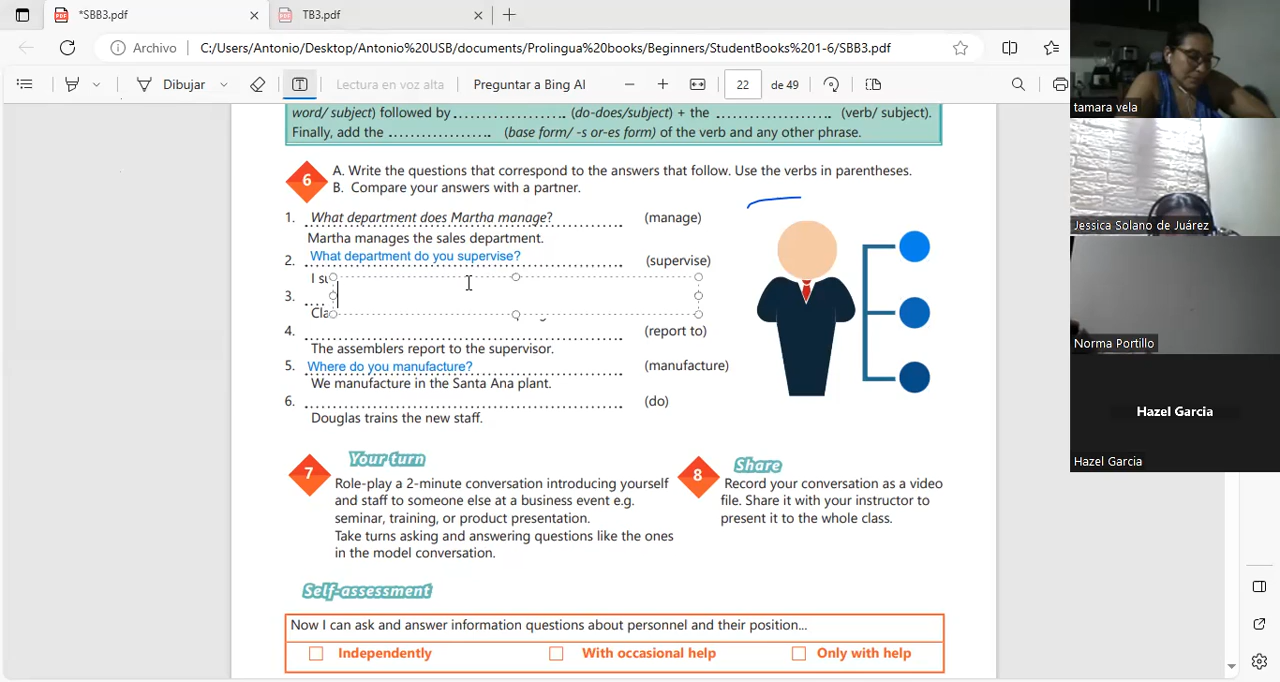 *SBB3.pdf
TB3.pdf
Archivo
C:/Users/Antonio/Desktop/Antonio%20USB/documents/Prolingua%20books/Beginners/StudentBooks%201-6/SBB3.pdf
Dibujar
Lectura en voz alta
Preguntar a Bing AI
22
de 49
word/ subject) followed by ...................... (do-does/subject) + the ....................... (verb/ subject).
Finally, add the .................... (base form/ -s or-es form) of the verb and any other phrase.
6
A. Write the questions that correspond to the answers that follow. Use the verbs in parentheses.
B. Compare your answers with a partner.
1. What department does Martha manage? (manage)
Martha manages the sales department.
2. What department do you supervise? (supervise)
I su
3. ....
Cla
4. (report to)
The assemblers report to the supervisor.
5. Where do you manufacture? (manufacture)
We manufacture in the Santa Ana plant.
6. (do)
Douglas trains the new staff.
7
Your turn
Role-play a 2-minute conversation introducing yourself
and staff to someone else at a business event e.g.
seminar, training, or product presentation.
Take turns asking and answering questions like the ones
in the model conversation.
8
Share
Record your conversation as a video
file. Share it with your instructor to
present it to the whole class.
Self-assessment
Now I can ask and answer information questions about personnel and their position...
Independently
With occasional help
Only with help
tamara vela
Jessica Solano de Juárez
Norma Portillo
Hazel Garcia
Hazel Garcia